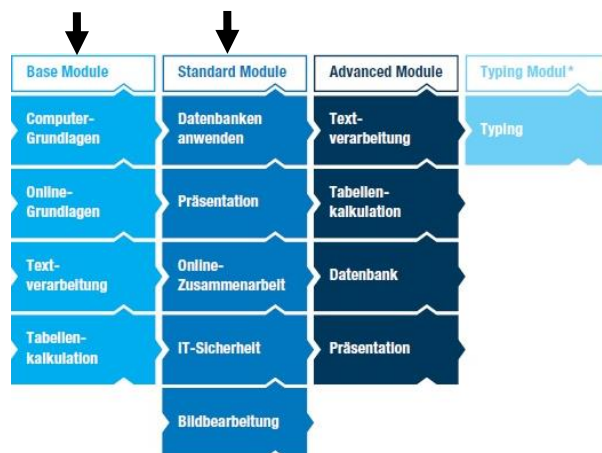 Base Module
Standard Module
Advanced Module
Typing Modul*
Computer-
Grundlagen
Datenbanken
anwenden
Text-
verarbeitung
Typing
Online-
Grundlagen
Präsentation
Tabellen-
kalkulation
Text-
verarbeitung
Online-
Zusammenarbeit
Datenbank
Tabellen-
kalkulation
IT-Sicherheit
Präsentation
Bildbearbeitung